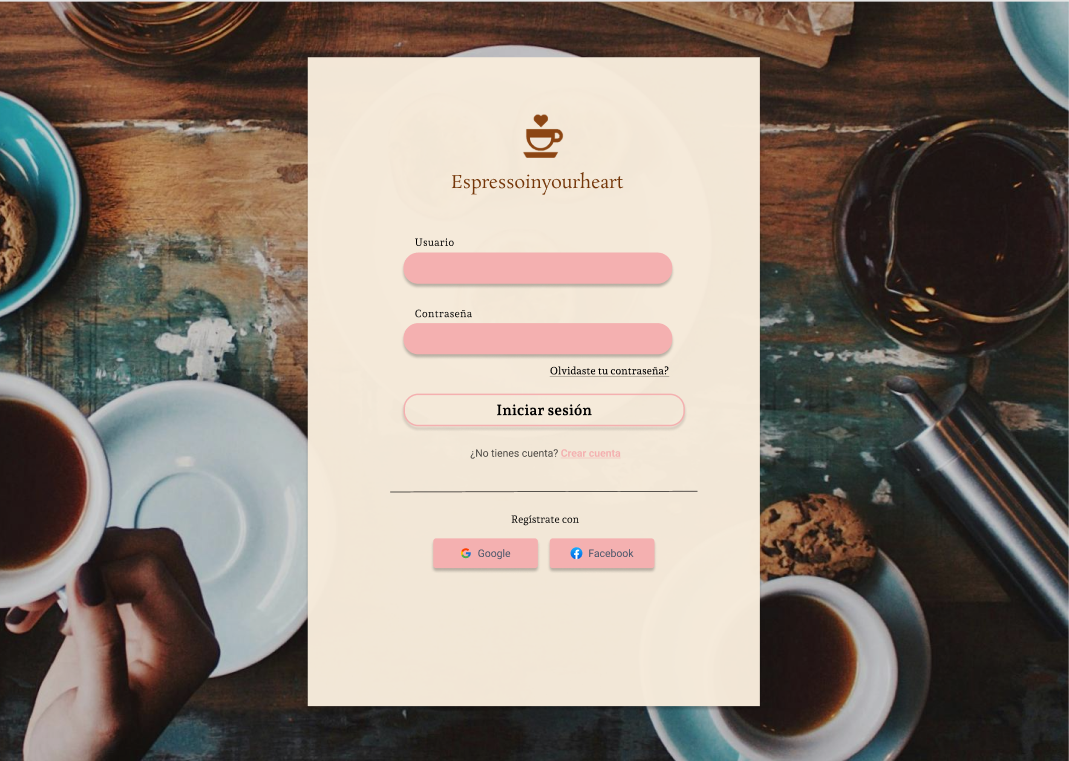 Espressoinyourheart
Usuario
Contraseña
Olvidaste tu contraseña?
Iniciar sesión
¿No tienes cuenta? Crear cuenta
Regístrate con
Google
Facebook